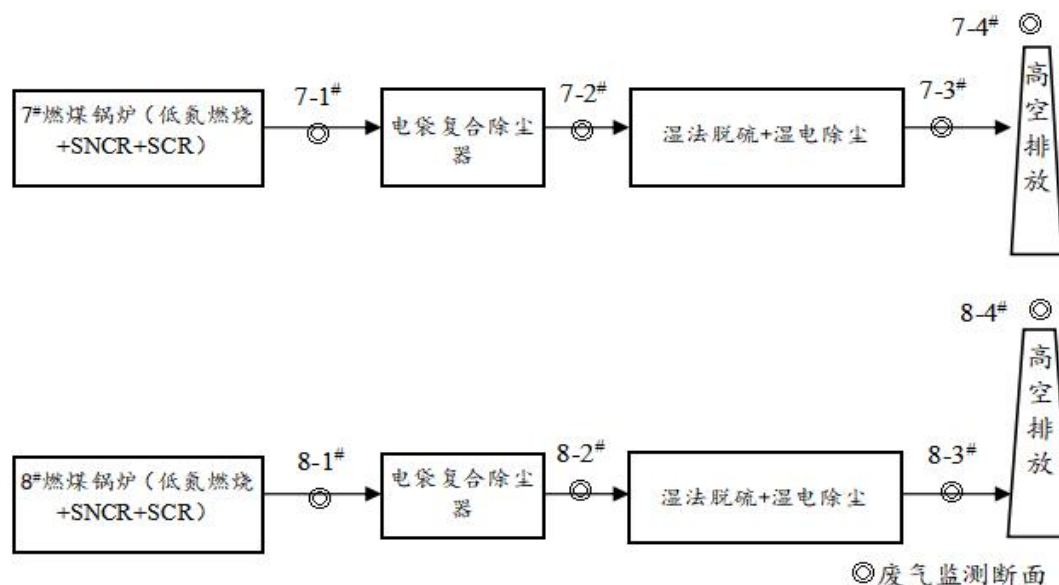 7-4#
7-1#
7-2#
7-3#
7#燃煤锅炉（低氮燃烧
+SNCR+SCR）
电袋复合除尘
器
湿法脱硫+湿电除尘
高
空
排
放
8-4#
8-1#
8-2#
8-3#
8#燃煤锅炉（低氮燃烧
+SNCR+SCR）
电袋复合除尘
器
湿法脱硫+湿电除尘
高
空
排
放
◎废气监测断面